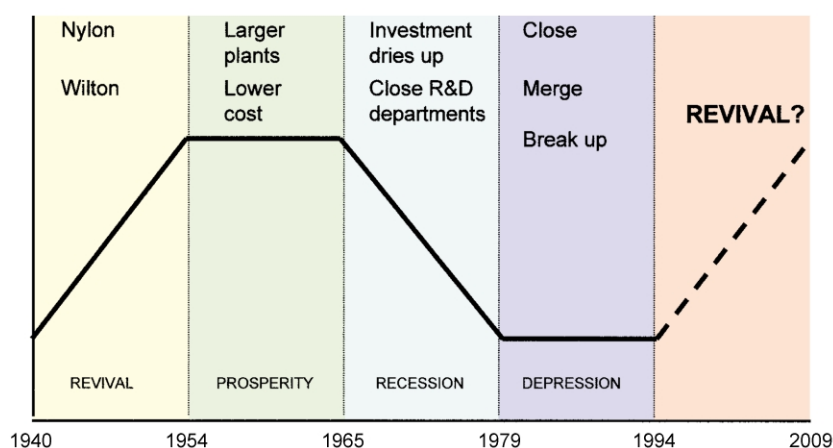 Nylon
Wilton
Larger
plants
Lower
cost
Investment
dries up
Close R&D
departments
Close
Merge
Break up
REVIVAL?
REVIVAL
PROSPERITY
RECESSION
DEPRESSION
1940
1954
1965
1979
1994
2009